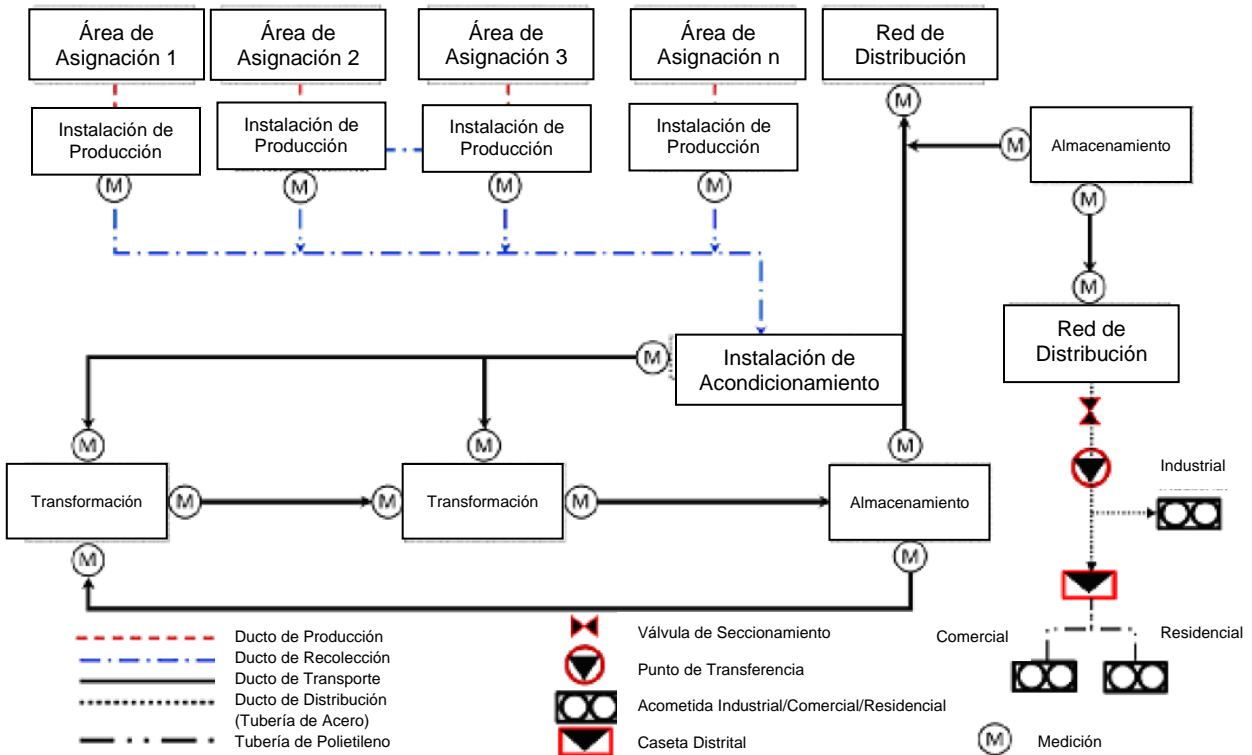 Área de
Asignación 1
Área de
Asignación 2
Área de
Asignación 3
Área de
Asignación n
Red de
Distribución
Instalación de
Producción
Instalación de
Producción
Instalación de
Producción
Instalación de
Producción
M
M
Almacenamiento
M
M
M
M
M
M
Red de
Distribución
Instalación de
Acondicionamiento
M
M
M
M
M
Transformación
M
M
Transformación
M
Almacenamiento
Industrial
M
M
Comercial
Residencial
Ducto de Producción
Ducto de Recolección
Ducto de Transporte
Ducto de Distribución
(Tubería de Acero)
Tubería de Polietileno
Válvula de Seccionamiento
Punto de Transferencia
Acometida Industrial/Comercial/Residencial
Caseta Distrital
M
Medición